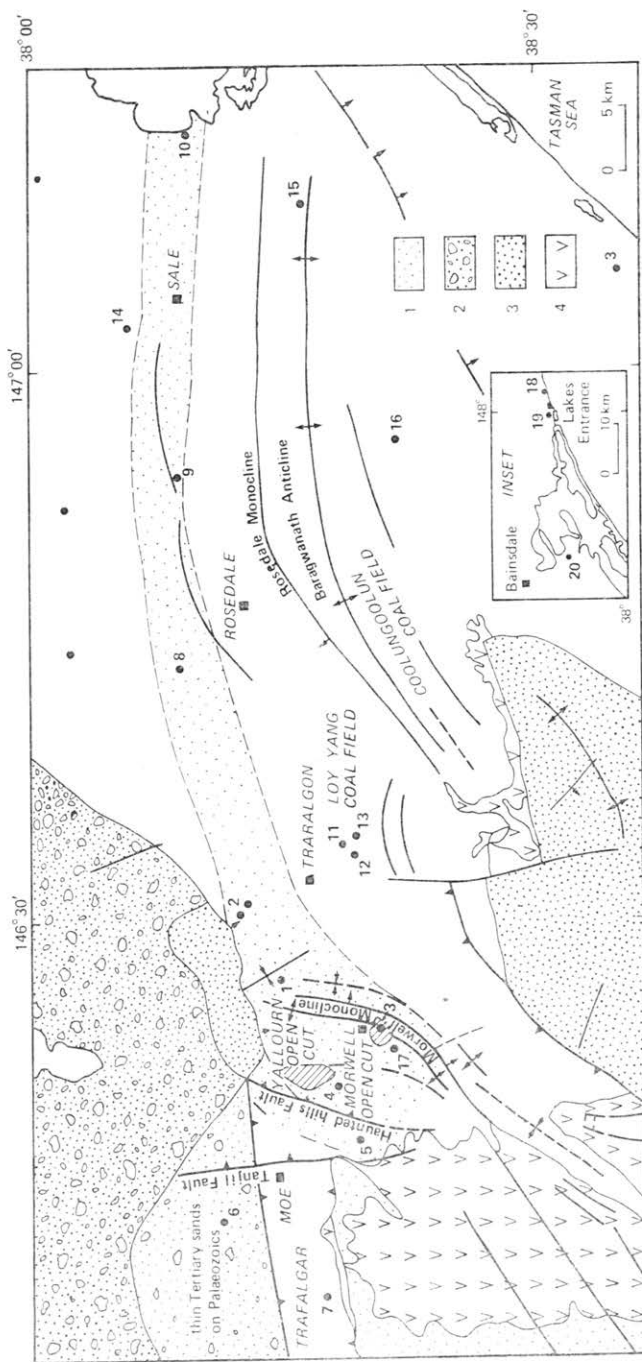 146°30'
147°00'
38°00'
38°30'
thin Tertiary sands
on Palaeozoics
6
Tanjil Fault
MOE
TRAFALGAR
7
Haunted hills Fault
YALLOURN
OPEN
CUT
MORWELL
OPEN CUT
4
5
17
3
Morwell
Monocline
1
2
TRARALGON
11
12
13
LOY YANG
COAL FIELD
8
ROSEDALE
9
14
SALE
10
Rosedale Monocline
Baragwanath Anticline
COOLUNGOOLUN
COAL FIELD
15
16
1
2
3
4
3
TASMAN
SEA
0 5 km
Bairnsdale
INSET
148°
20
19
18
Lakes
Entrance
0 10 km